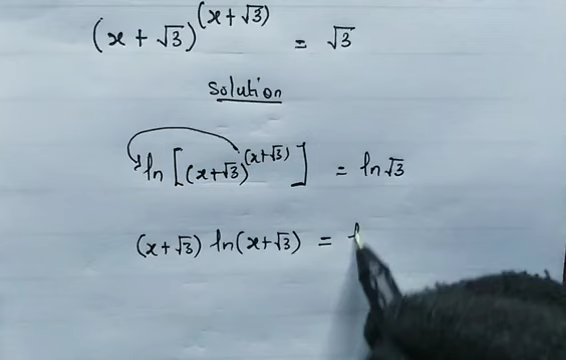 (x + √3)^(x + √3) = √3
Solution
ln [(x+√3)^(x+√3)] = ln√3
(x+√3) ln(x+√3) =